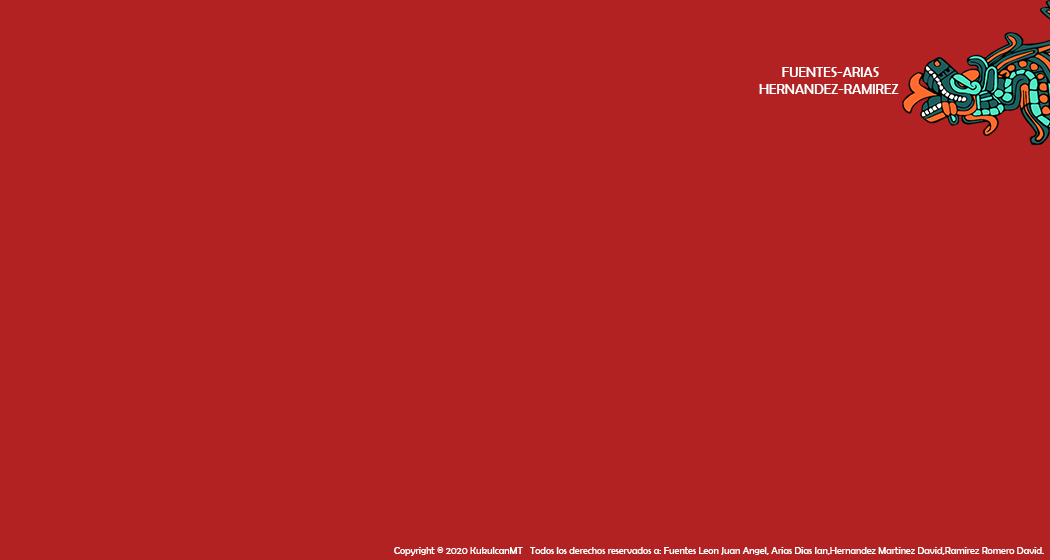 FUENTES-ARIAS
HERNANDEZ-RAMIREZ
Copyright © 2020 KukulcanMT Todos los derechos reservados a: Fuentes Leon Juan Angel, Arias Dias Ian,Hernandez Martinez David,Ramirez Romero David.